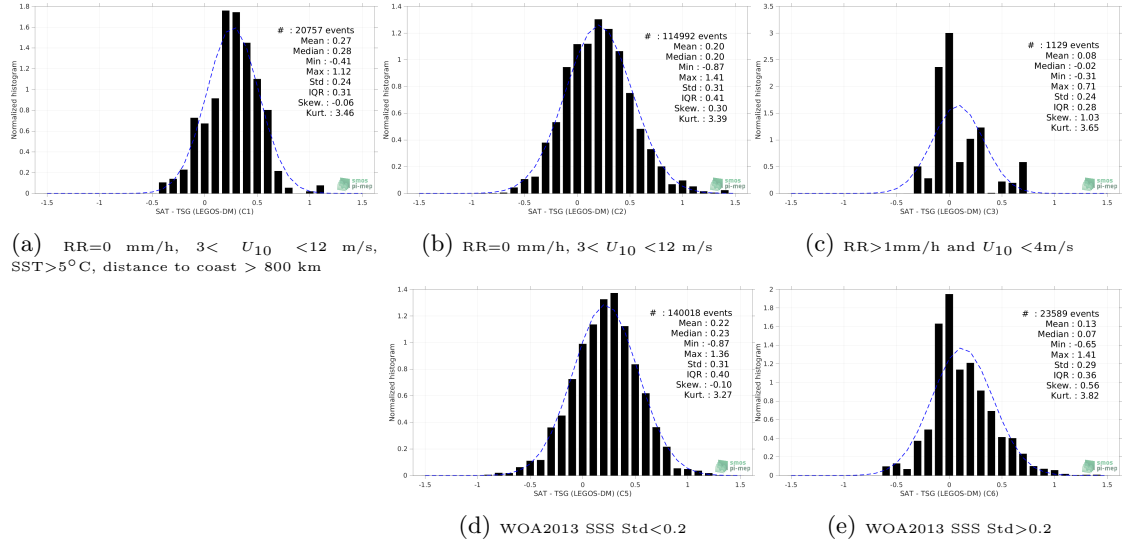 1.8
1.6
1.4
1.2
1
0.8
0.6
0.4
0.2
0
Normalized histogram
-1.5 -1 -0.5 0 0.5 1 1.5
SAT - TSG (LEGOS-DM) (C1)
# : 20757 events
Mean : 0.27
Median : 0.28
Min : -0.41
Max : 1.12
Std : 0.24
IQR : 0.31
Skew. : -0.06
Kurt. : 3.46
smos
pi-mep
1.4
1.2
1
0.8
0.6
0.4
0.2
0
Normalized histogram
-1.5 -1 -0.5 0 0.5 1 1.5
SAT - TSG (LEGOS-DM) (C2)
# : 114992 events
Mean : 0.20
Median : 0.20
Min : -0.87
Max : 1.41
Std : 0.31
IQR : 0.41
Skew. : 0.30
Kurt. : 3.39
smos
pi-mep
3.5
3
2.5
2
1.5
1
0.5
0
Normalized histogram
-1.5 -1 -0.5 0 0.5 1 1.5
SAT - TSG (LEGOS-DM) (C3)
# : 1129 events
Mean : 0.08
Median : -0.02
Min : -0.31
Max : 0.71
Std : 0.24
IQR : 0.28
Skew. : 1.03
Kurt. : 3.65
smos
pi-mep
(a) RR=0 mm/h, 3< U10 <12 m/s,
SST>5°C, distance to coast > 800 km
(b) RR=0 mm/h, 3< U10 <12 m/s
(c) RR>1mm/h and U10 <4m/s
1.4
1.2
1
0.8
0.6
0.4
0.2
0
Normalized histogram
-1.5 -1 -0.5 0 0.5 1 1.5
SAT - TSG (LEGOS-DM) (C5)
# : 140018 events
Mean : 0.22
Median : 0.23
Min : -0.87
Max : 1.36
Std : 0.31
IQR : 0.40
Skew. : -0.10
Kurt. : 3.27
smos
pi-mep
2
1.8
1.6
1.4
1.2
1
0.8
0.6
0.4
0.2
0
Normalized histogram
-1.5 -1 -0.5 0 0.5 1 1.5
SAT - TSG (LEGOS-DM) (C6)
# : 23589 events
Mean : 0.13
Median : 0.07
Min : -0.65
Max : 1.41
Std : 0.29
IQR : 0.36
Skew. : 0.56
Kurt. : 3.82
smos
pi-mep
(d) WOA2013 SSS Std<0.2
(e) WOA2013 SSS Std>0.2